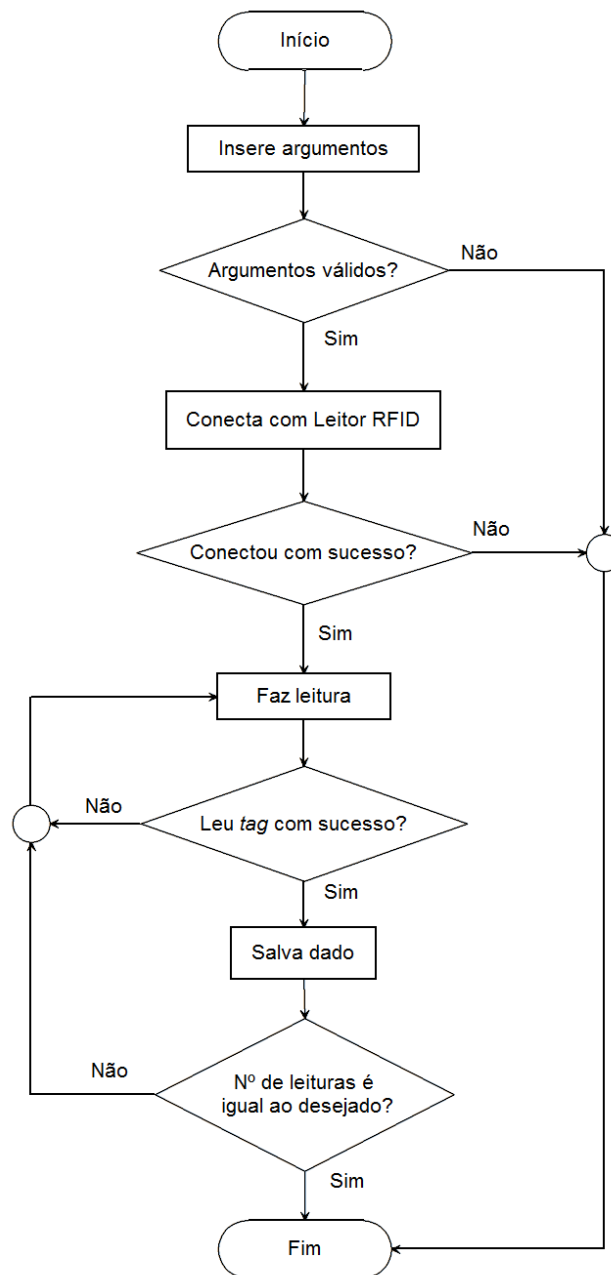 Início
Insere argumentos
Argumentos válidos?
Não
Sim
Conecta com Leitor RFID
Conectou com sucesso?
Não
Sim
Faz leitura
Não
Leu tag com sucesso?
Sim
Salva dado
Não
Nº de leituras é
igual ao desejado?
Sim
Fim